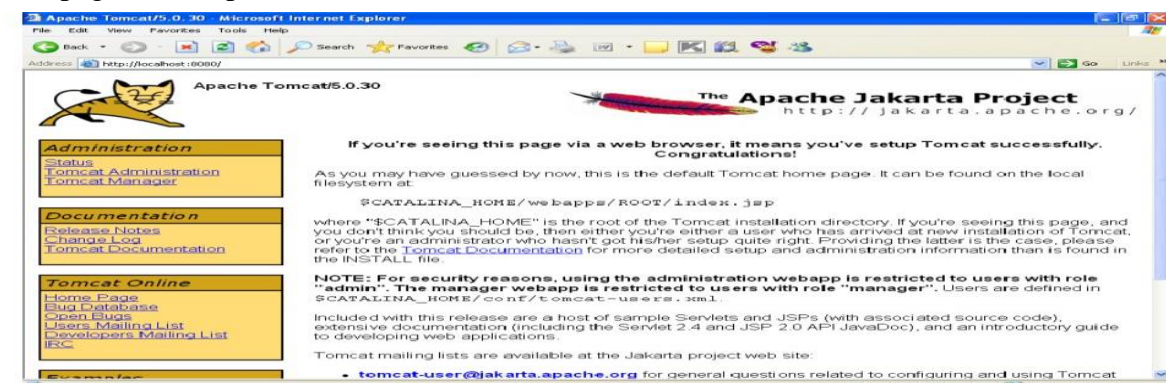 Apache Tomcat/5.0.30 - Microsoft Internet Explorer
File Edit View Favorites Tools Help
Back Search Favorites
Address http://localhost:8080/ Go Links »
Apache Tomcat/5.0.30
The Apache Jakarta Project
http://jakarta.apache.org/
Administration
Status
Tomcat Administration
Tomcat Manager
Documentation
Release Notes
Change Log
Tomcat Documentation
Tomcat Online
Home Page
Bug Database
Open Bugs
Users Mailing List
Developers Mailing List
IRC
Examples
If you're seeing this page via a web browser, it means you've setup Tomcat successfully.
Congratulations!
As you may have guessed by now, this is the default Tomcat home page. It can be found on the local
filesystem at:
$CATALINA_HOME/webapps/ROOT/index.jsp
where "$CATALINA_HOME" is the root of the Tomcat installation directory. If you're seeing this page, and
you don't think you should be, then either you're either a user who has arrived at new installation of Tomcat,
or you're an administrator who hasn't got his/her setup quite right. Providing the latter is the case, please
refer to the Tomcat Documentation for more detailed setup and administration information than is found in
the INSTALL file.
NOTE: For security reasons, using the administration webapp is restricted to users with role
"admin". The manager webapp is restricted to users with role "manager". Users are defined in
$CATALINA_HOME/conf/tomcat-users.xml.
Included with this release are a host of sample Servlets and JSPs (with associated source code),
extensive documentation (including the Servlet 2.4 and JSP 2.0 API JavaDoc), and an introductory guide
to developing web applications.
Tomcat mailing lists are available at the Jakarta project web site:
• tomcat-user@jakarta.apache.org for general questions related to configuring and using Tomcat